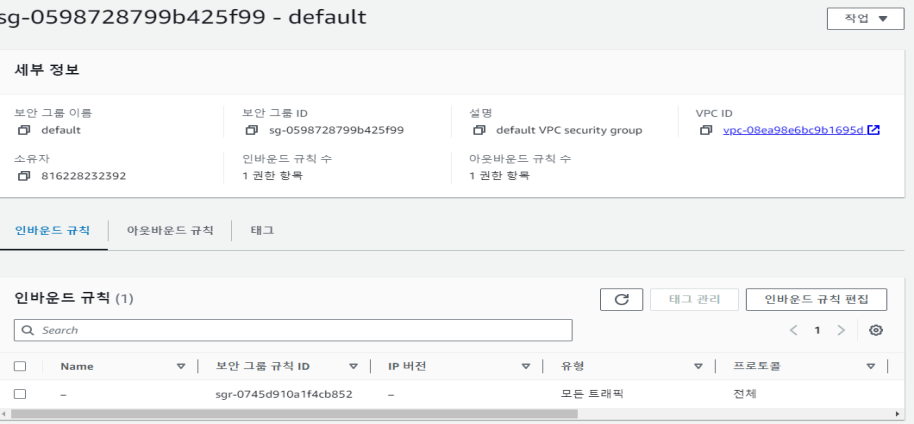 sg-0598728799b425f99 - default
작업
세부 정보
보안 그룹 이름 보안 그룹 ID 설명 VPC ID
default sg-0598728799b425f99 default VPC security group vpc-08ea98e6bc9b1695d
소유자 인바운드 규칙 수 아웃바운드 규칙 수
816228232392 1 권한 항목 1 권한 항목
인바운드 규칙 아웃바운드 규칙 태그
인바운드 규칙 (1) 태그 관리 인바운드 규칙 편집
Search 1
Name 보안 그룹 규칙 ID IP 버전 유형 프로토콜
– sgr-0745d910a1f4cb852 – 모든 트래픽 전체